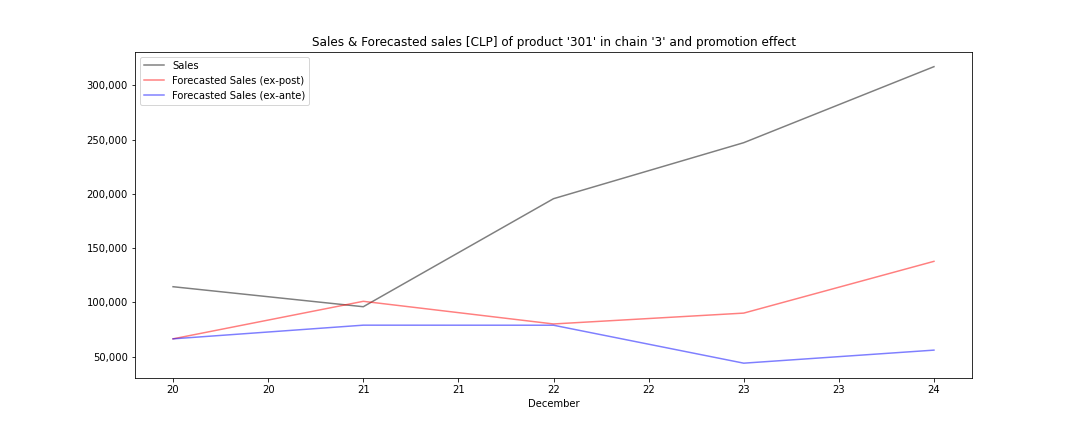 Sales & Forecasted sales [CLP] of product '301' in chain '3' and promotion effect
Sales
Forecasted Sales (ex-post)
Forecasted Sales (ex-ante)
300,000
250,000
200,000
150,000
100,000
50,000
20 20 21 21 22 22 23 23 24
December